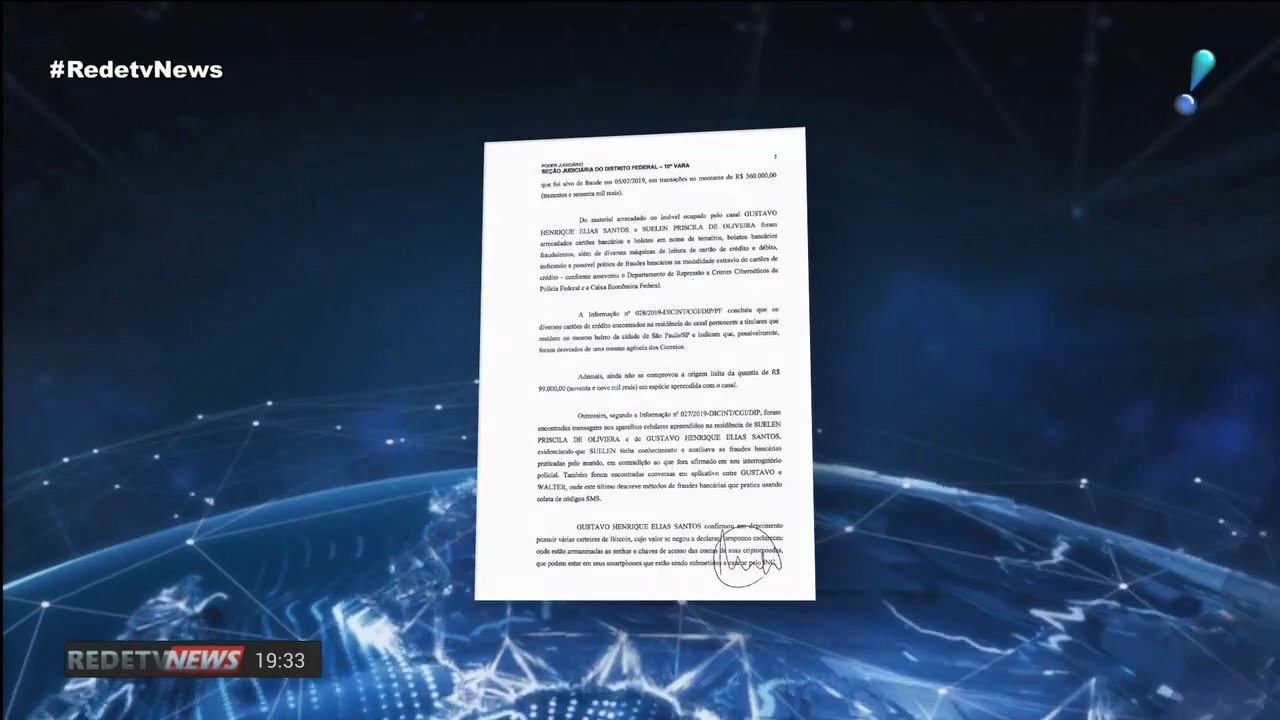 #RedetvNews
3
PODER JUDICIÁRIO
SEÇÃO JUDICIÁRIA DO DISTRITO FEDERAL – 10ª VARA
que foi alvo de fraude em 05/07/2019, em transações no montante de R$ 360.000,00
(trezentos e sessenta mil reais).
Do material arrecadado no imóvel ocupado pelo casal GUSTAVO
HENRIQUE ELIAS SANTOS e SUELEN PRISCILA DE OLIVEIRA foram
arrecadados cartões bancários e boletos em nome de terceiros, boletos bancários
fraudulentos, além de diversas máquinas de leitura de cartão de crédito e débito,
indicando a possível prática de fraudes bancárias na modalidade extravio de cartões de
crédito - conforme asseverou o Departamento de Repressão a Crimes Cibernéticos da
Polícia Federal e a Caixa Econômica Federal.
A Informação nº 028/2019-DICINT/CGI/DIP/PF concluiu que os
diversos cartões de crédito encontrados na residência do casal pertencem a titulares que
residem no mesmo bairro da cidade de São Paulo/SP e indicam que, possivelmente,
foram desviados de uma mesma agência dos Correios.
Ademais, ainda não se comprovou a origem lícita da quantia de R$
99.000,00 (noventa e nove mil reais) em espécie apreendida com o casal.
Outrossim, segundo a Informação nº 027/2019-DICINT/CGI/DIP, foram
encontradas mensagens nos aparelhos celulares apreendidos na residência de SUELEN
PRISCILA DE OLIVIERA e de GUSTAVO HENRIQUE ELIAS SANTOS,
evidenciando que SUELEN tinha conhecimento e auxiliava as fraudes bancárias
praticadas pelo marido, em contradição ao que fora afirmado em seu interrogatório
policial. Também foram encontradas conversas em aplicativo entre GUSTAVO e
WALTER, onde este último descreve métodos de fraudes bancárias que pratica usando
coleta de códigos SMS.
GUSTAVO HENRIQUE ELIAS SANTOS confirmou em depoimento
possuir várias carteiras de Bitcoin, cujo valor se negou a declarar, tampouco esclareceu
onde estão armazenadas as senhas e chaves de acesso das contas de suas criptomoedas,
que podem estar em seus smartphones que estão sendo submetidos a exame pelo INC.
REDETVNEWS 19:33